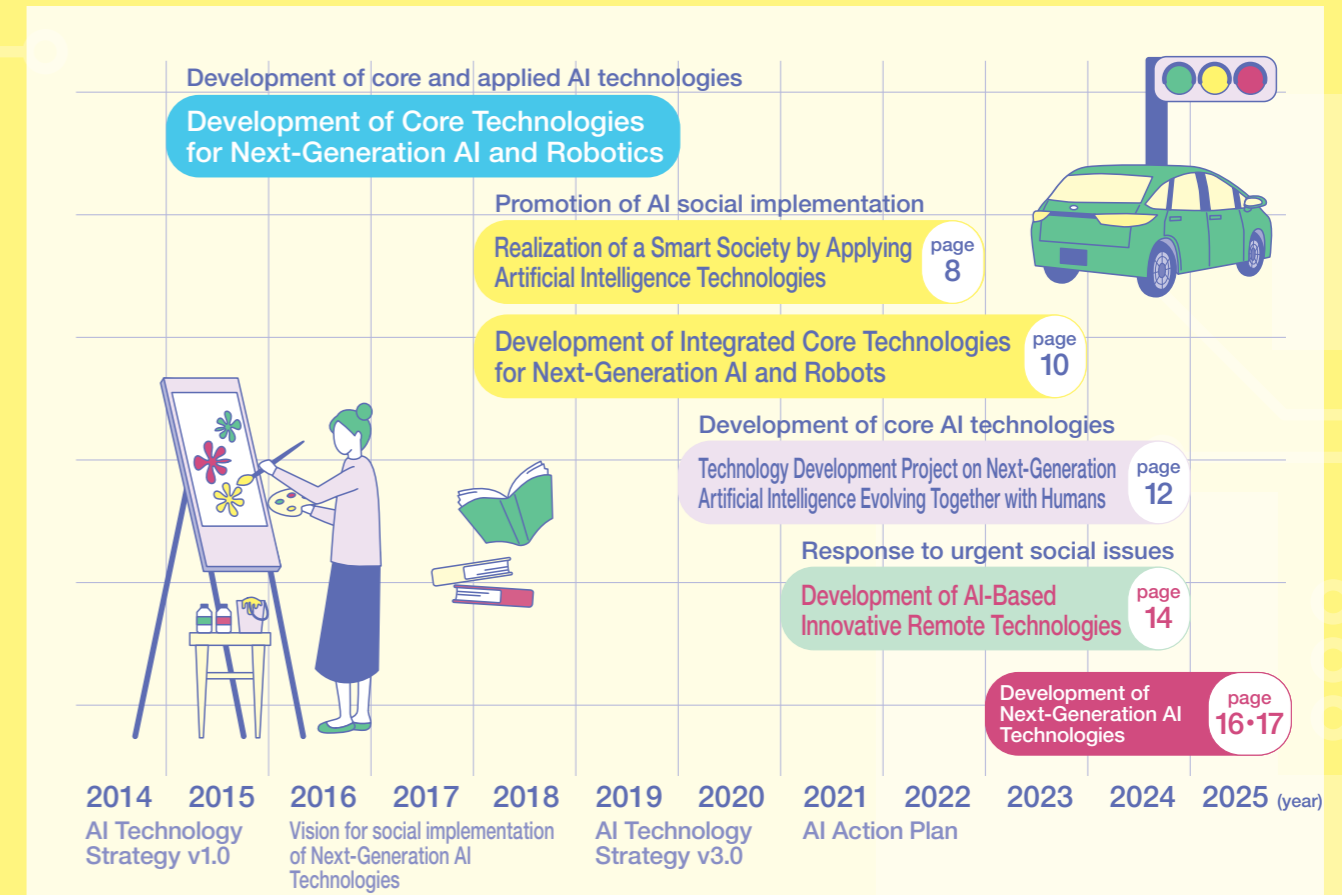 Development of core and applied AI technologies
Development of Core Technologies
for Next-Generation AI and Robotics
Promotion of AI social implementation
Realization of a Smart Society by Applying
Artificial Intelligence Technologies
page
8
Development of Integrated Core Technologies
for Next-Generation AI and Robots
page
10
Development of core AI technologies
Technology Development Project on Next-Generation
Artificial Intelligence Evolving Together with Humans
page
12
Response to urgent social issues
Development of AI-Based
Innovative Remote Technologies
page
14
Development of
Next-Generation AI
Technologies
page
16•17
2014 2015 2016 2017 2018 2019 2020 2021 2022 2023 2024 2025 (year)
AI Technology
Strategy v1.0
Vision for social implementation
of Next-Generation AI
Technologies
AI Technology
Strategy v3.0
AI Action Plan